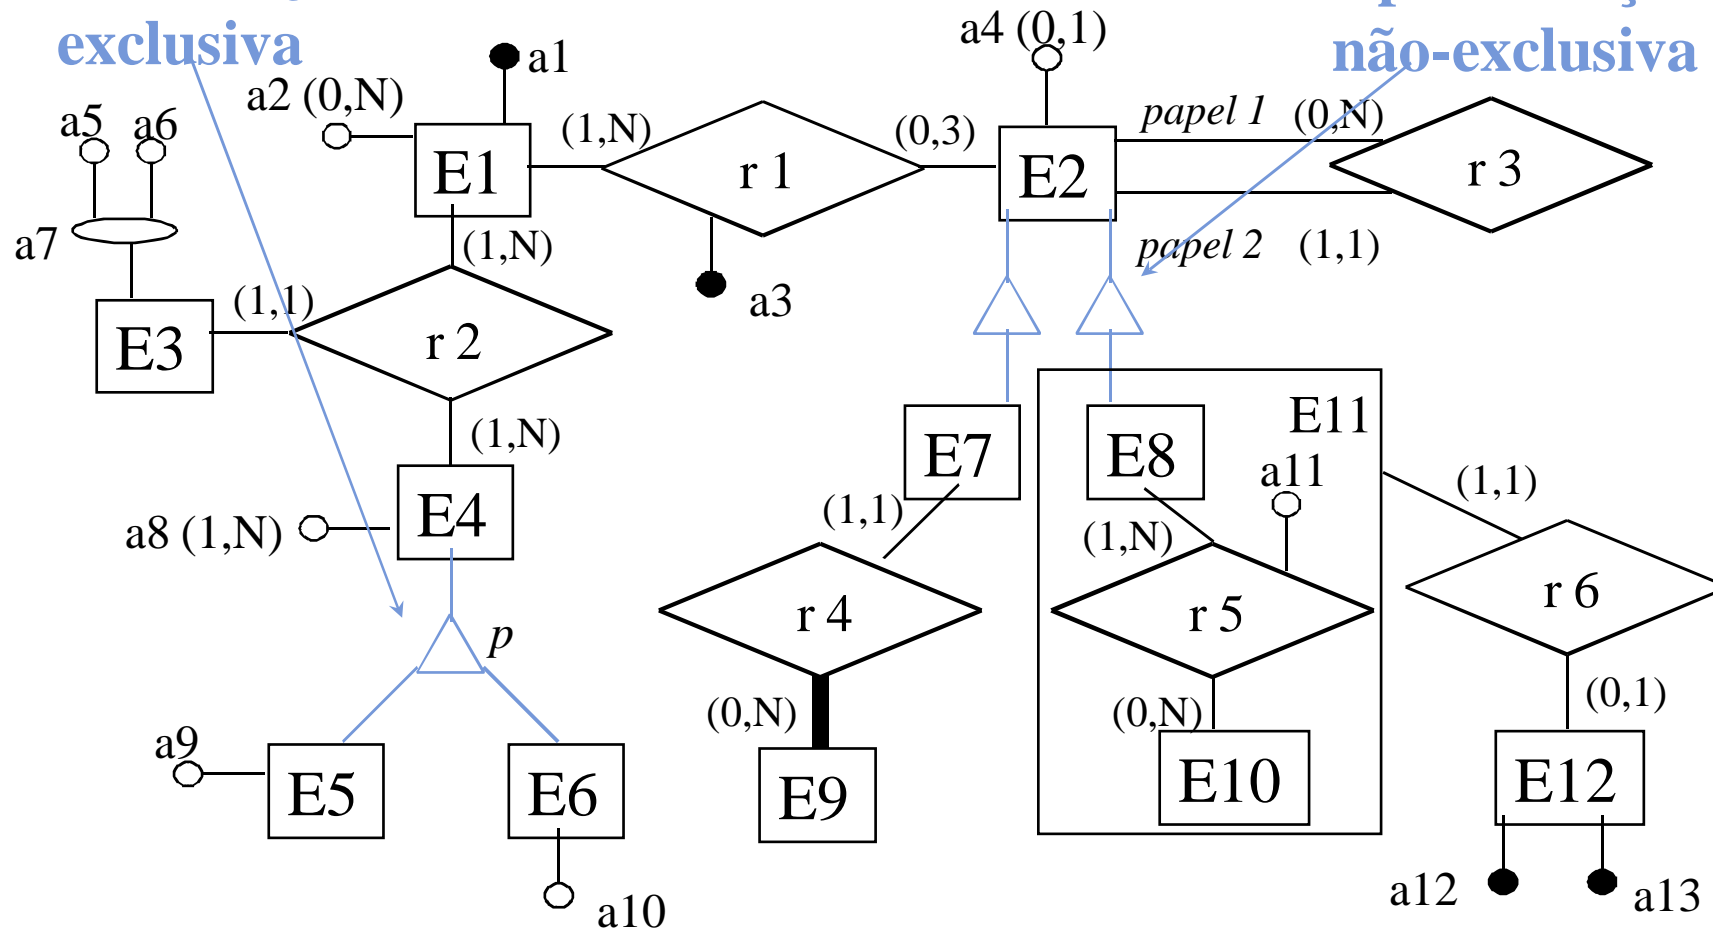 exclusiva
não-exclusiva
a4 (0,1)
a1
a2 (0,N)
a5
a6
(1,N)
(0,3)
papel 1
(0,N)
E1
r 1
E2
r 3
a7
(1,N)
papel 2
(1,1)
(1,1)
a3
E3
r 2
(1,N)
E7
E8
E11
a11
(1,1)
a8 (1,N)
E4
(1,1)
(1,N)
p
r 4
r 5
r 6
(0,N)
(0,N)
(0,1)
a9
E5
E6
E9
E10
E12
a10
a12
a13